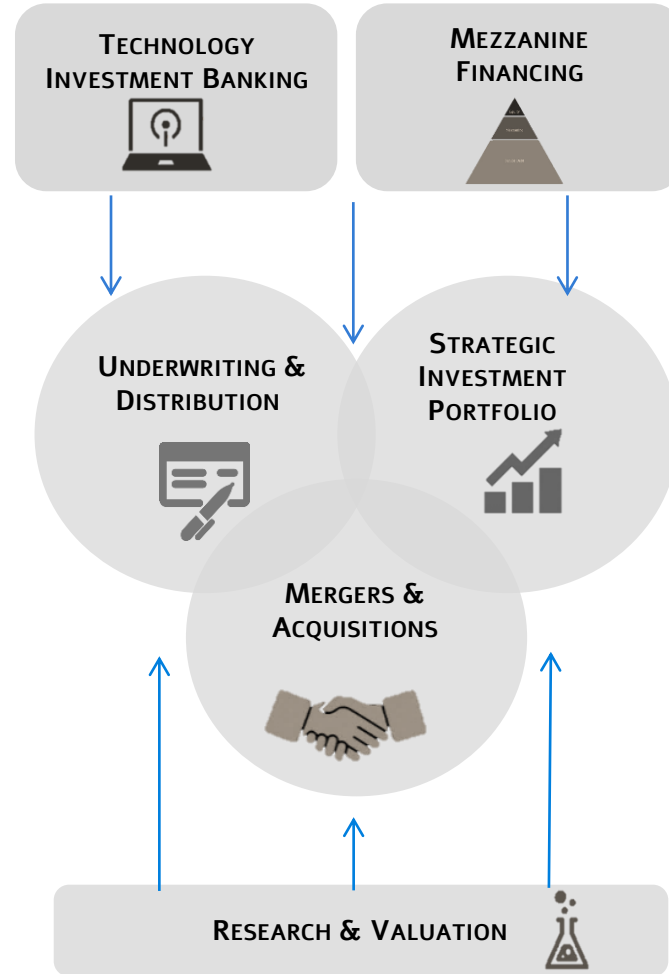 TECHNOLOGY
INVESTMENT BANKING
MEZZANINE
FINANCING
UNDERWRITING &
DISTRIBUTION
STRATEGIC
INVESTMENT
PORTFOLIO
MERGERS &
ACQUISITIONS
RESEARCH & VALUATION